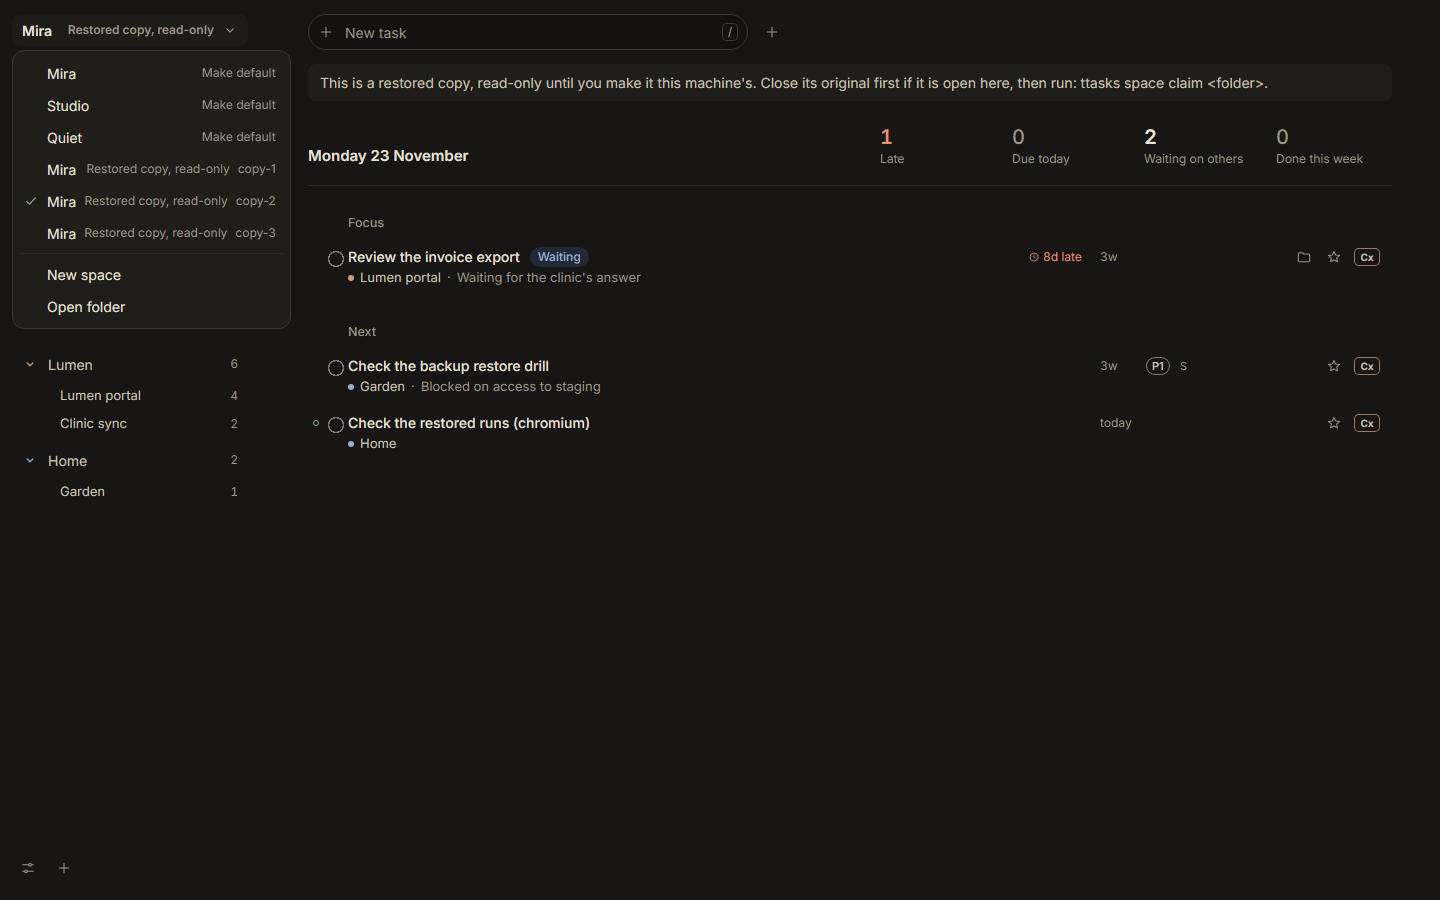 Mira Restored copy, read-only
Mira Make default
Studio Make default
Quiet Make default
Mira Restored copy, read-only copy-1
Mira Restored copy, read-only copy-2
Mira Restored copy, read-only copy-3
New space
Open folder
Lumen 6
Lumen portal 4
Clinic sync 2
Home 2
Garden 1
New task /
This is a restored copy, read-only until you make it this machine's. Close its original first if it is open here, then run: ttasks space claim <folder>.
Monday 23 November
1 Late
0 Due today
2 Waiting on others
0 Done this week
Focus
Review the invoice export Waiting 8d late 3w Cx
Lumen portal · Waiting for the clinic's answer
Next
Check the backup restore drill 3w P1 S Cx
Garden · Blocked on access to staging
Check the restored runs (chromium) today Cx
Home